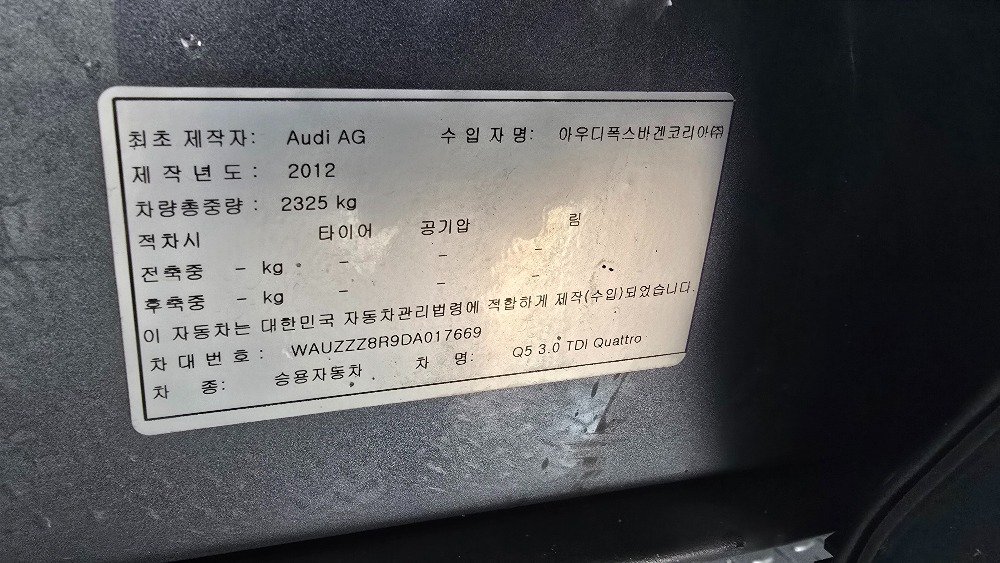 최초 제작자: Audi AG 수 입 자 명: 아우디폭스바겐코리아(주)
제 작 년 도 : 2012
차량총중량 : 2325 kg
적차시 타이어 공기압 림
전축중 - kg - - -
후축중 - kg - - -
이 자동차는 대한민국 자동차관리법령에 적합하게 제작(수입)되었습니다.
차 대 번 호 : WAUZZZ8R9DA017669
차 종: 승용자동차 차 명: Q5 3.0 TDI Quattro